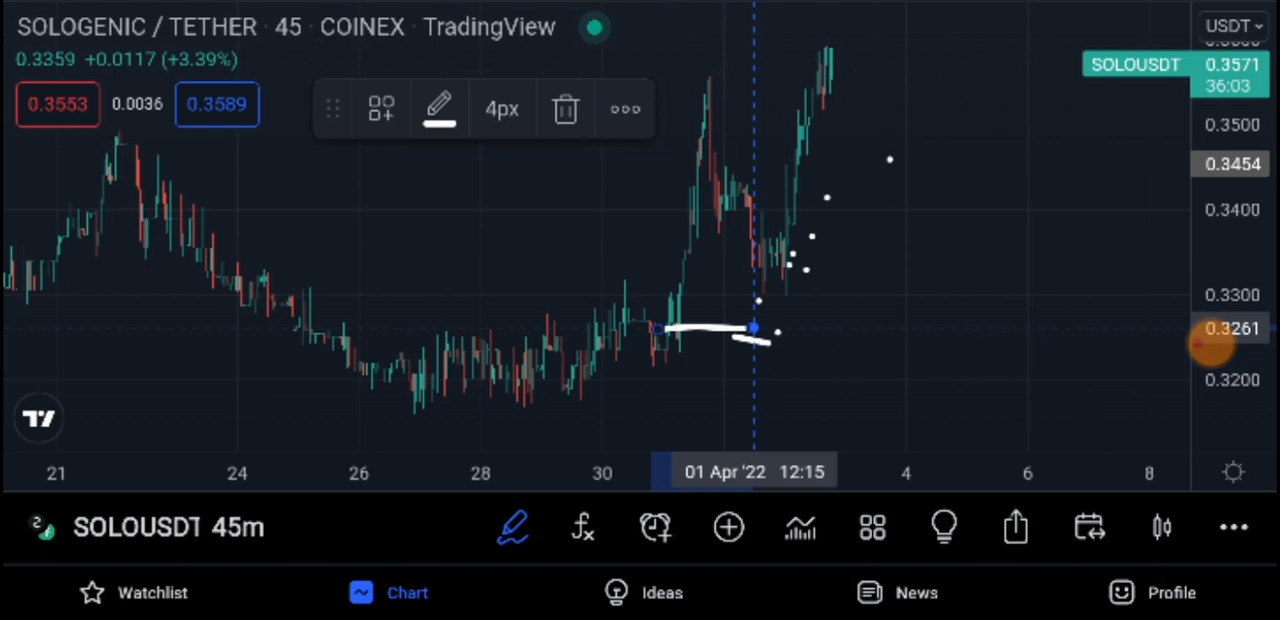 SOLOGENIC / TETHER · 45 · COINEX · TradingView
USDT
0.3359 +0.0117 (+3.39%)
SOLOUSDT 0.3571
36:03
0.3553 0.0036 0.3589
4px
0.3500
0.3454
0.3400
0.3300
0.3261
0.3200
21 24 26 28 30 01 Apr '22 12:15 4 6 8
SOLOUSDT 45m
Watchlist Chart Ideas News Profile